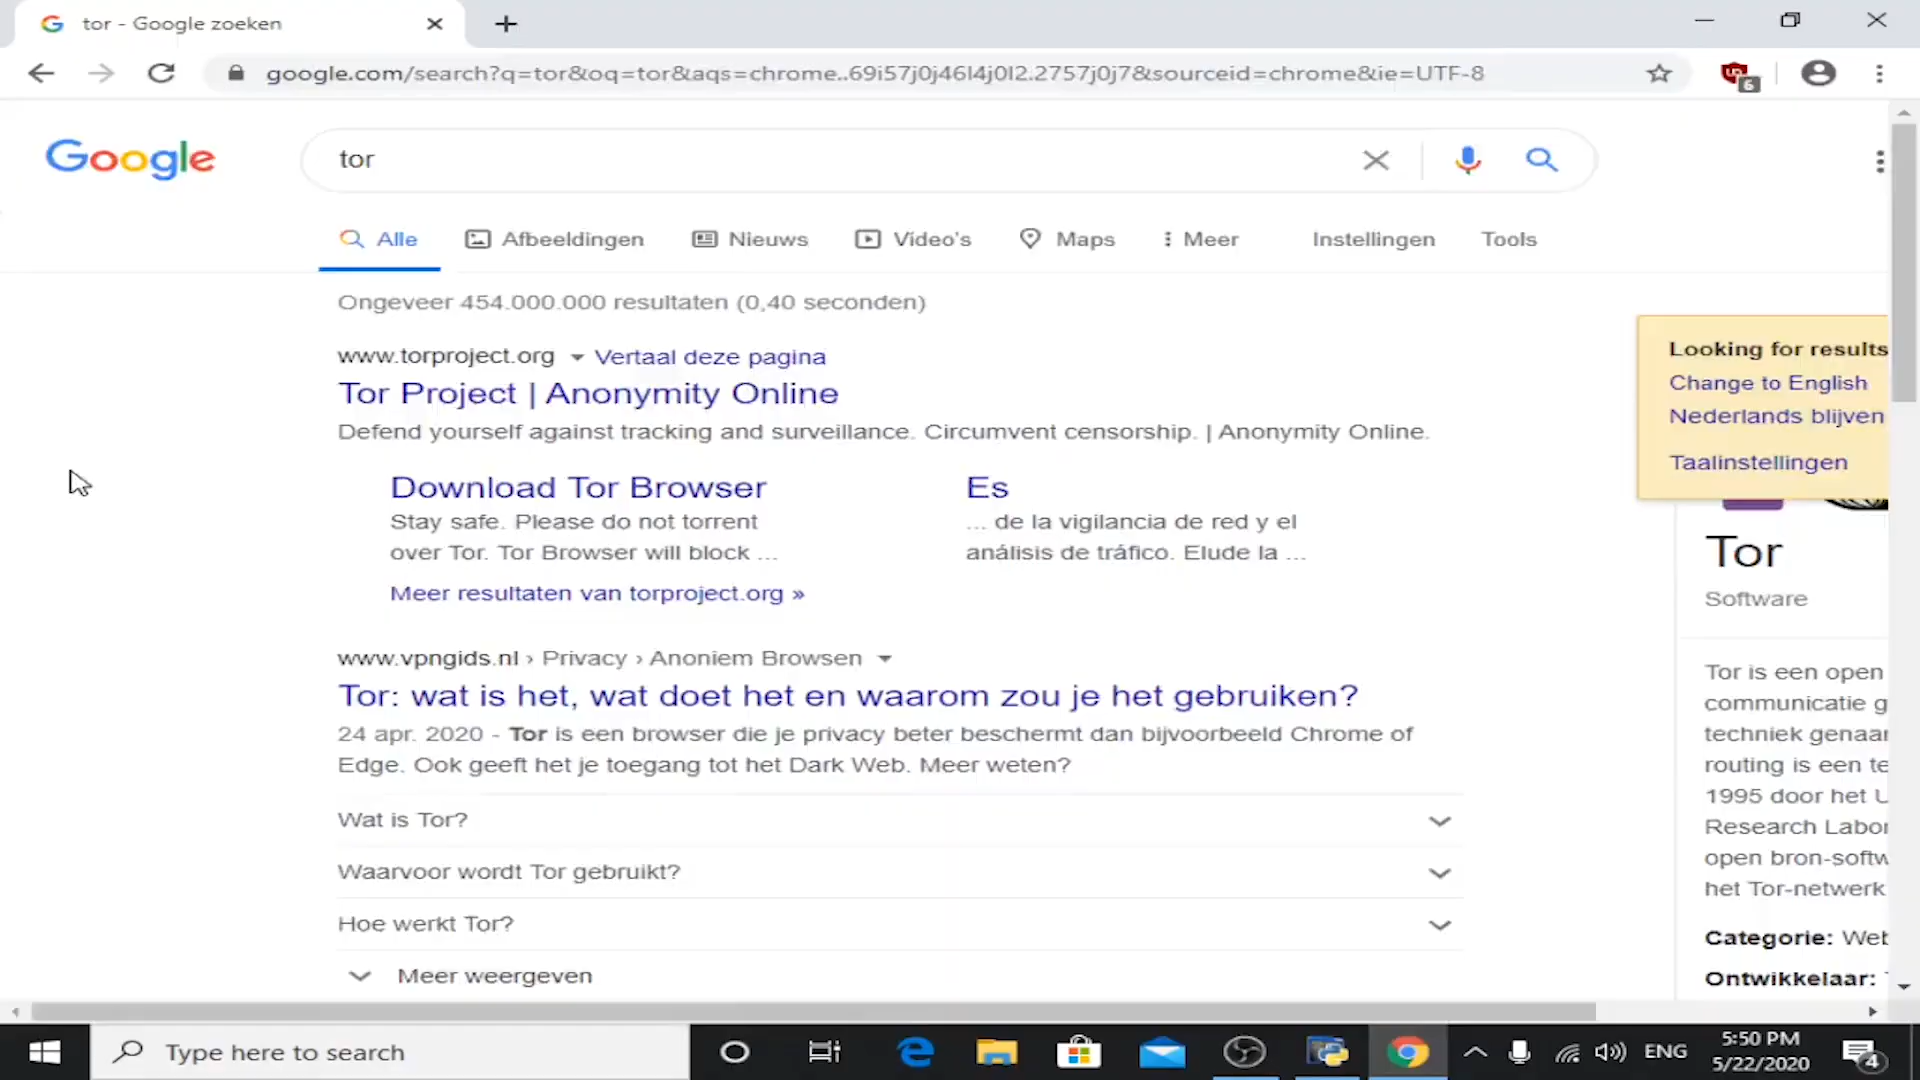 tor - Google zoeken
google.com/search?q=tor&oq=tor&aqs=chrome..69i57j0j46l4j0l2.2757j0j7&sourceid=chrome&ie=UTF-8
6
Google
tor
Alle
Afbeeldingen
Nieuws
Video's
Maps
Meer
Instellingen
Tools
Ongeveer 454.000.000 resultaten (0,40 seconden)
www.torproject.org
Vertaal deze pagina
Tor Project | Anonymity Online
Defend yourself against tracking and surveillance. Circumvent censorship. | Anonymity Online.
Download Tor Browser
Stay safe. Please do not torrent
over Tor. Tor Browser will block ...
Es
... de la vigilancia de red y el
análisis de tráfico. Elude la ...
Meer resultaten van torproject.org »
www.vpngids.nl › Privacy › Anoniem Browsen
Tor: wat is het, wat doet het en waarom zou je het gebruiken?
24 apr. 2020 - Tor is een browser die je privacy beter beschermt dan bijvoorbeeld Chrome of
Edge. Ook geeft het je toegang tot het Dark Web. Meer weten?
Wat is Tor?
Waarvoor wordt Tor gebruikt?
Hoe werkt Tor?
Meer weergeven
Looking for results
Change to English
Nederlands blijven
Taalinstellingen
Tor
Software
Tor is een open
communicatie g
techniek genaar
routing is een te
1995 door het U
Research Labor
open bron-softw
het Tor-netwerk
Categorie: Web
Ontwikkelaar:
Type here to search
ENG
5:50 PM
5/22/2020
4